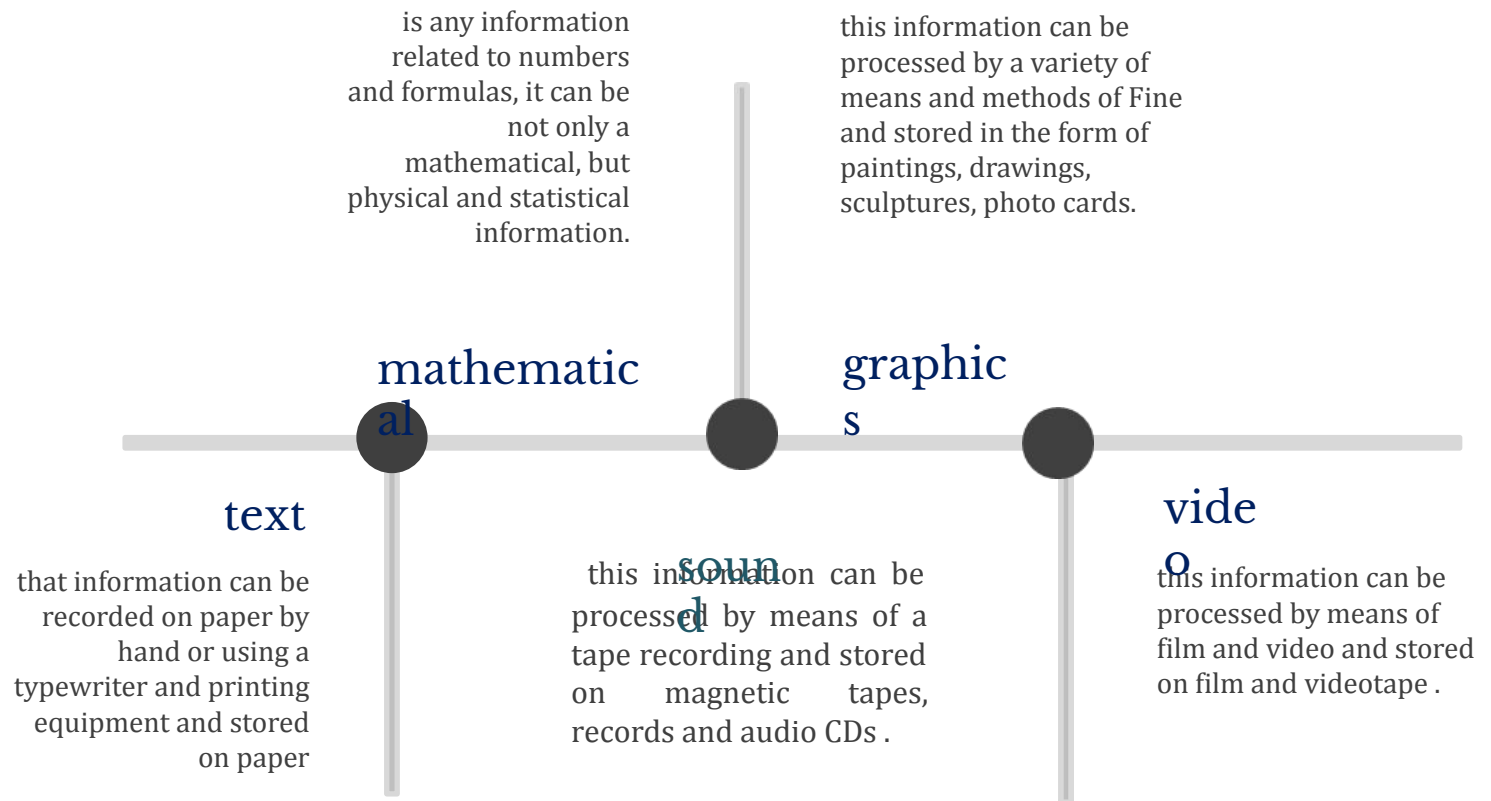 is any information
related to numbers
and formulas, it can be
not only a
mathematical, but
physical and statistical
information.
mathematic
al
this information can be
processed by a variety of
means and methods of Fine
and stored in the form of
paintings, drawings,
sculptures, photo cards.
graphic
s
text
that information can be
recorded on paper by
hand or using a
typewriter and printing
equipment and stored
on paper
soun
d
this information can be
processed by means of a
tape recording and stored
on magnetic tapes,
records and audio CDs .
vide
o
this information can be
processed by means of
film and video and stored
on film and videotape .